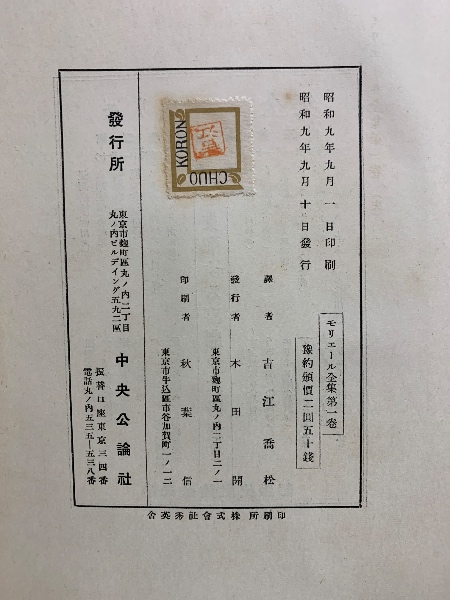 昭和九年九月一日印刷
昭和九年九月十日發行
モリエール全集第一卷
豫約頒價二圓五十錢
譯者 吉江喬松
東京市麴町區丸ノ內二丁目二ノ一
發行者 木田開
東京市牛込區市谷加賀町一ノ一二
印刷者 秋葉信
CHUO
KORON
發行所
東京市麴町區丸ノ內二丁目
丸ノ內ビルデイング五九二區
中央公論社
振替口座東京三四番
電話丸ノ內五三五―五三八番
印刷所 株式會社秀英舍